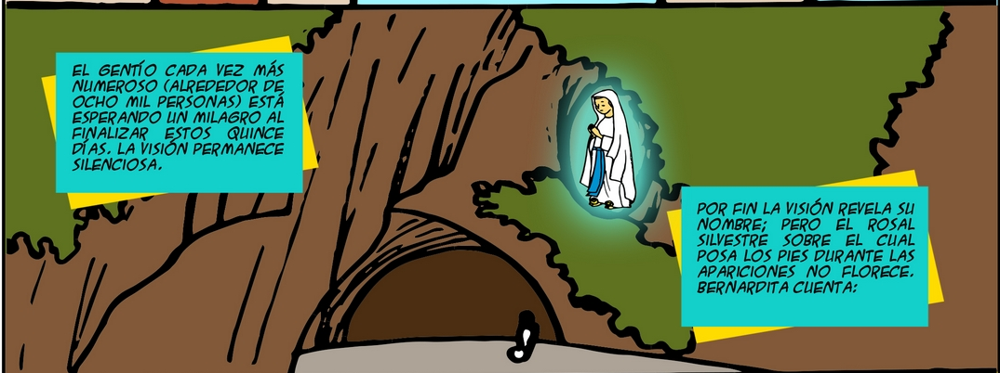 EL GENTÍO CADA VEZ MÁS
NUMEROSO (ALREDEDOR DE
OCHO MIL PERSONAS) ESTÁ
ESPERANDO UN MILAGRO AL
FINALIZAR ESTOS QUINCE
DÍAS. LA VISIÓN PERMANECE
SILENCIOSA.
POR FIN LA VISIÓN REVELA SU
NOMBRE; PERO EL ROSAL
SILVESTRE SOBRE EL CUAL
POSA LOS PIES DURANTE LAS
APARICIONES NO FLORECE.
BERNARDITA CUENTA: